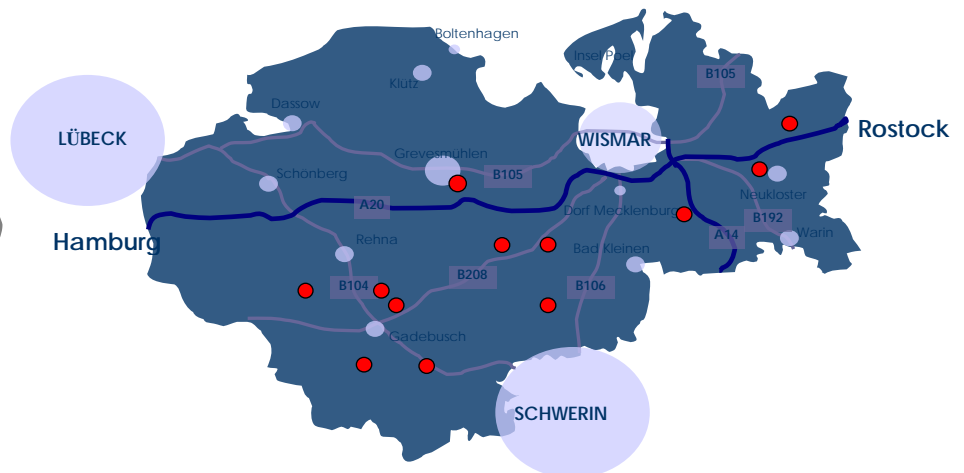 Boltenhagen
Insel Poel
B105
Klütz
Dassow
LÜBECK
WISMAR
Rostock
Grevesmühlen
B105
Schönberg
Neukloster
A20
Dorf Mecklenburg
B192
Hamburg
Rehna
Bad Kleinen
A14
Warin
B104
B208
B106
Gadebusch
SCHWERIN